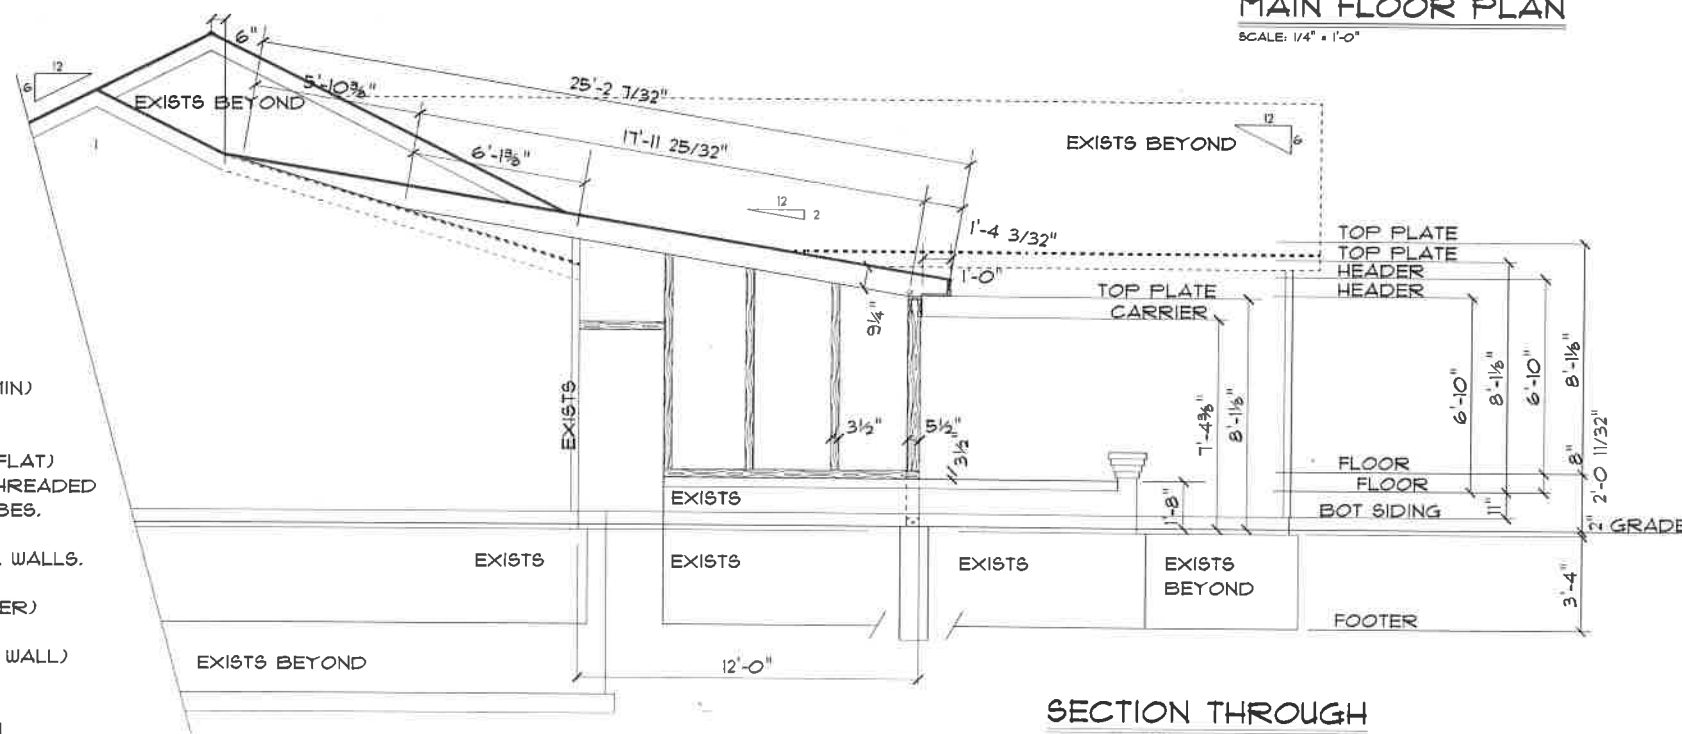 MAIN FLOOR PLAN
SCALE: 1/4" = 1'-0"
6"
12
6
5'-10⅜"
EXISTS BEYOND
25'-2 7/32"
17'-11 25/32"
6'-1⅜"
EXISTS BEYOND
12
6
12
2
1'-4 3/32"
1'-0"
TOP PLATE
TOP PLATE
HEADER
HEADER
TOP PLATE
CARRIER
9¼"
EXISTS
3½"
5½"
3½"
7'-4⅜"
8'-1⅛"
6'-10"
8'-1⅛"
6'-10"
8'-1⅛"
MIN)
FLAT)
HREADED
BES.
WALLS.
ER)
WALL)
FLOOR
FLOOR
8"
2'-0 11/32"
EXISTS
1'-8"
BOT SIDING
11"
2"
GRADE
EXISTS
EXISTS
EXISTS
EXISTS
BEYOND
3'-4"
FOOTER
EXISTS BEYOND
12'-0"
SECTION THROUGH